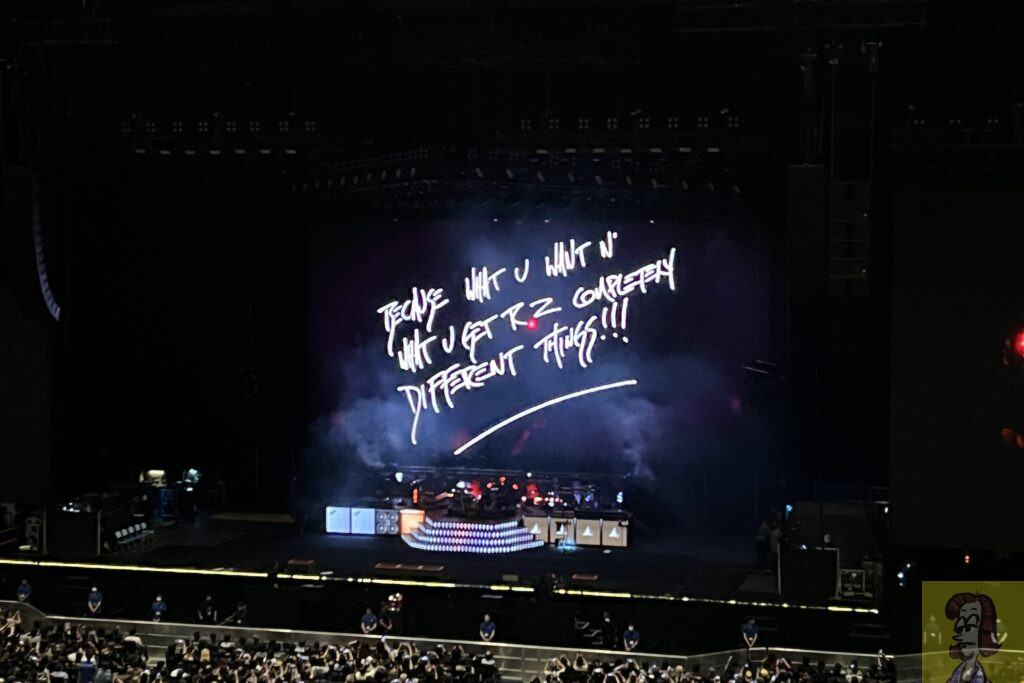 BECAUSE WHAT U WANT N'
WHAT U GET R 2 COMPLETELY
DIFFERENT THINGS!!!